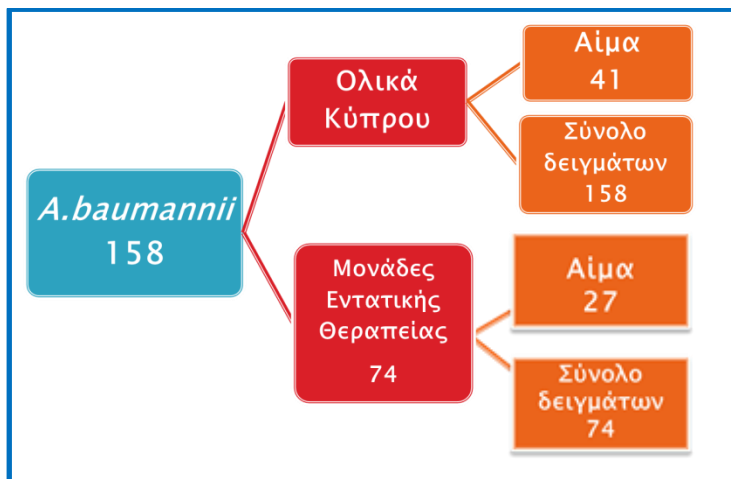 A.baumannii
158
Ολικά
Κύπρου
Αίμα
41
Σύνολο
δειγμάτων
158
Μονάδες
Εντατικής
Θεραπείας
74
Αίμα
27
Σύνολο
δειγμάτων
74